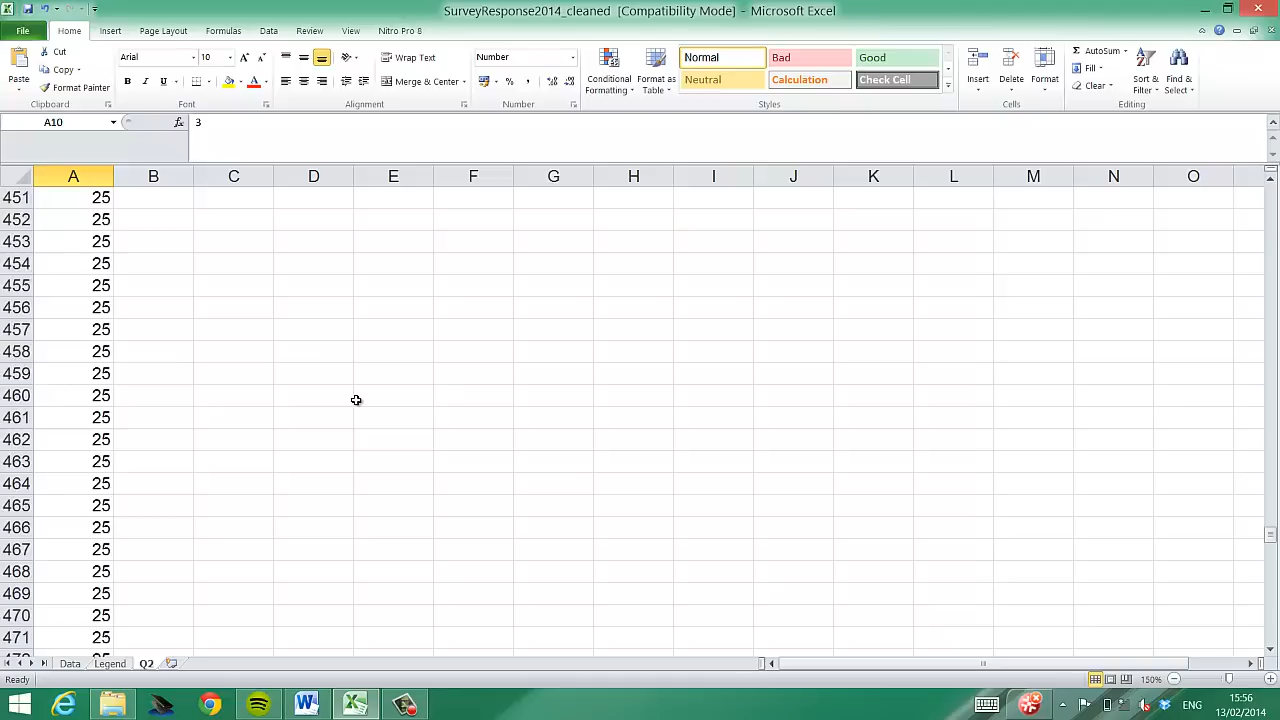 SurveyResponse2014_cleaned [Compatibility Mode] - Microsoft Excel
File Home Insert Page Layout Formulas Data Review View Nitro Pro 8
Paste Cut Copy Format Painter Clipboard
Arial 10 A A B I U A Font
Wrap Text Merge & Center Alignment
Number % , Number
Conditional Formatting Format as Table Normal Bad Good Neutral Calculation Check Cell Styles
Insert Delete Format Cells
Σ AutoSum Fill Clear Sort & Filter Find & Select Editing
A10 fx 3
A B C D E F G H I J K L M N O
451 25
452 25
453 25
454 25
455 25
456 25
457 25
458 25
459 25
460 25
461 25
462 25
463 25
464 25
465 25
466 25
467 25
468 25
469 25
470 25
471 25
Data Legend Q2
Ready 150%
ENG 15:56
13/02/2014